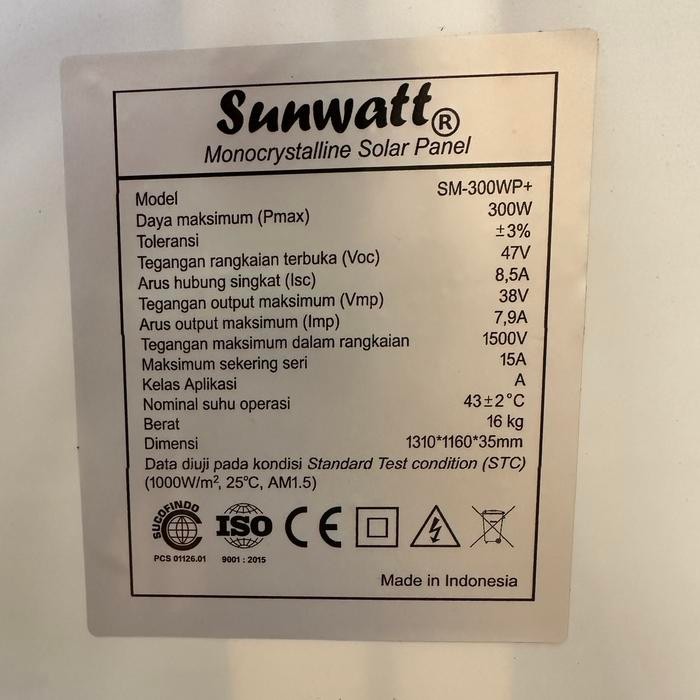 Sunwatt®
Monocrystalline Solar Panel
Model SM-300WP+
Daya maksimum (Pmax) 300W
Toleransi ±3%
Tegangan rangkaian terbuka (Voc) 47V
Arus hubung singkat (Isc) 8,5A
Tegangan output maksimum (Vmp) 38V
Arus output maksimum (Imp) 7,9A
Tegangan maksimum dalam rangkaian 1500V
Maksimum sekering seri 15A
Kelas Aplikasi A
Nominal suhu operasi 43±2°C
Berat 16 kg
Dimensi 1310*1160*35mm
Data diuji pada kondisi Standard Test condition (STC)
(1000W/m², 25°C, AM1.5)
SUCOFINDO
PCS 01126.01
ISO
9001 : 2015
CE
Made in Indonesia